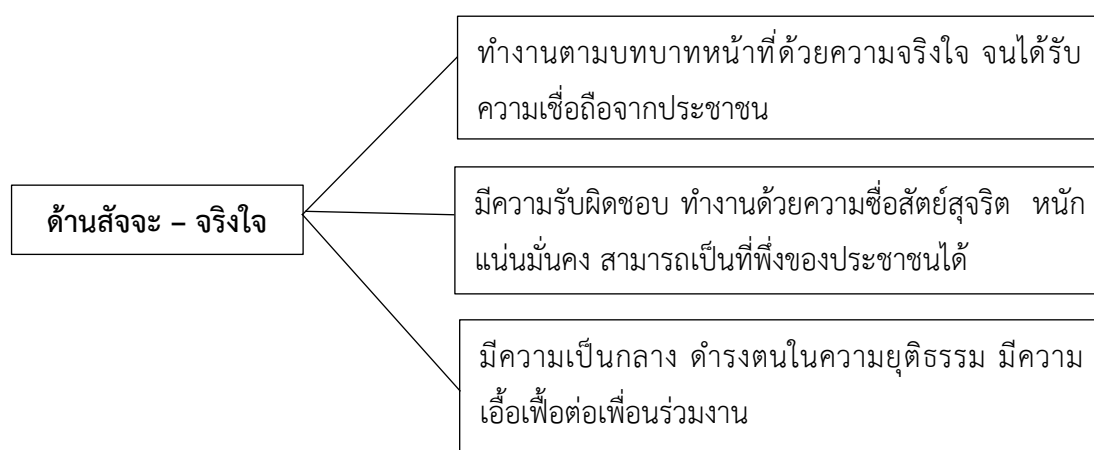 ทำงานตามบทบาทหน้าที่ด้วยความจริงใจ จนได้รับ
ความเชื่อถือจากประชาชน
ด้านสัจจะ – จริงใจ
มีความรับผิดชอบ ทำงานด้วยความซื่อสัตย์สุจริต หนัก
แน่นมั่นคง สามารถเป็นที่พึ่งของประชาชนได้
มีความเป็นกลาง ดำรงตนในความยุติธรรม มีความ
เอื้อเฟื้อต่อเพื่อนร่วมงาน